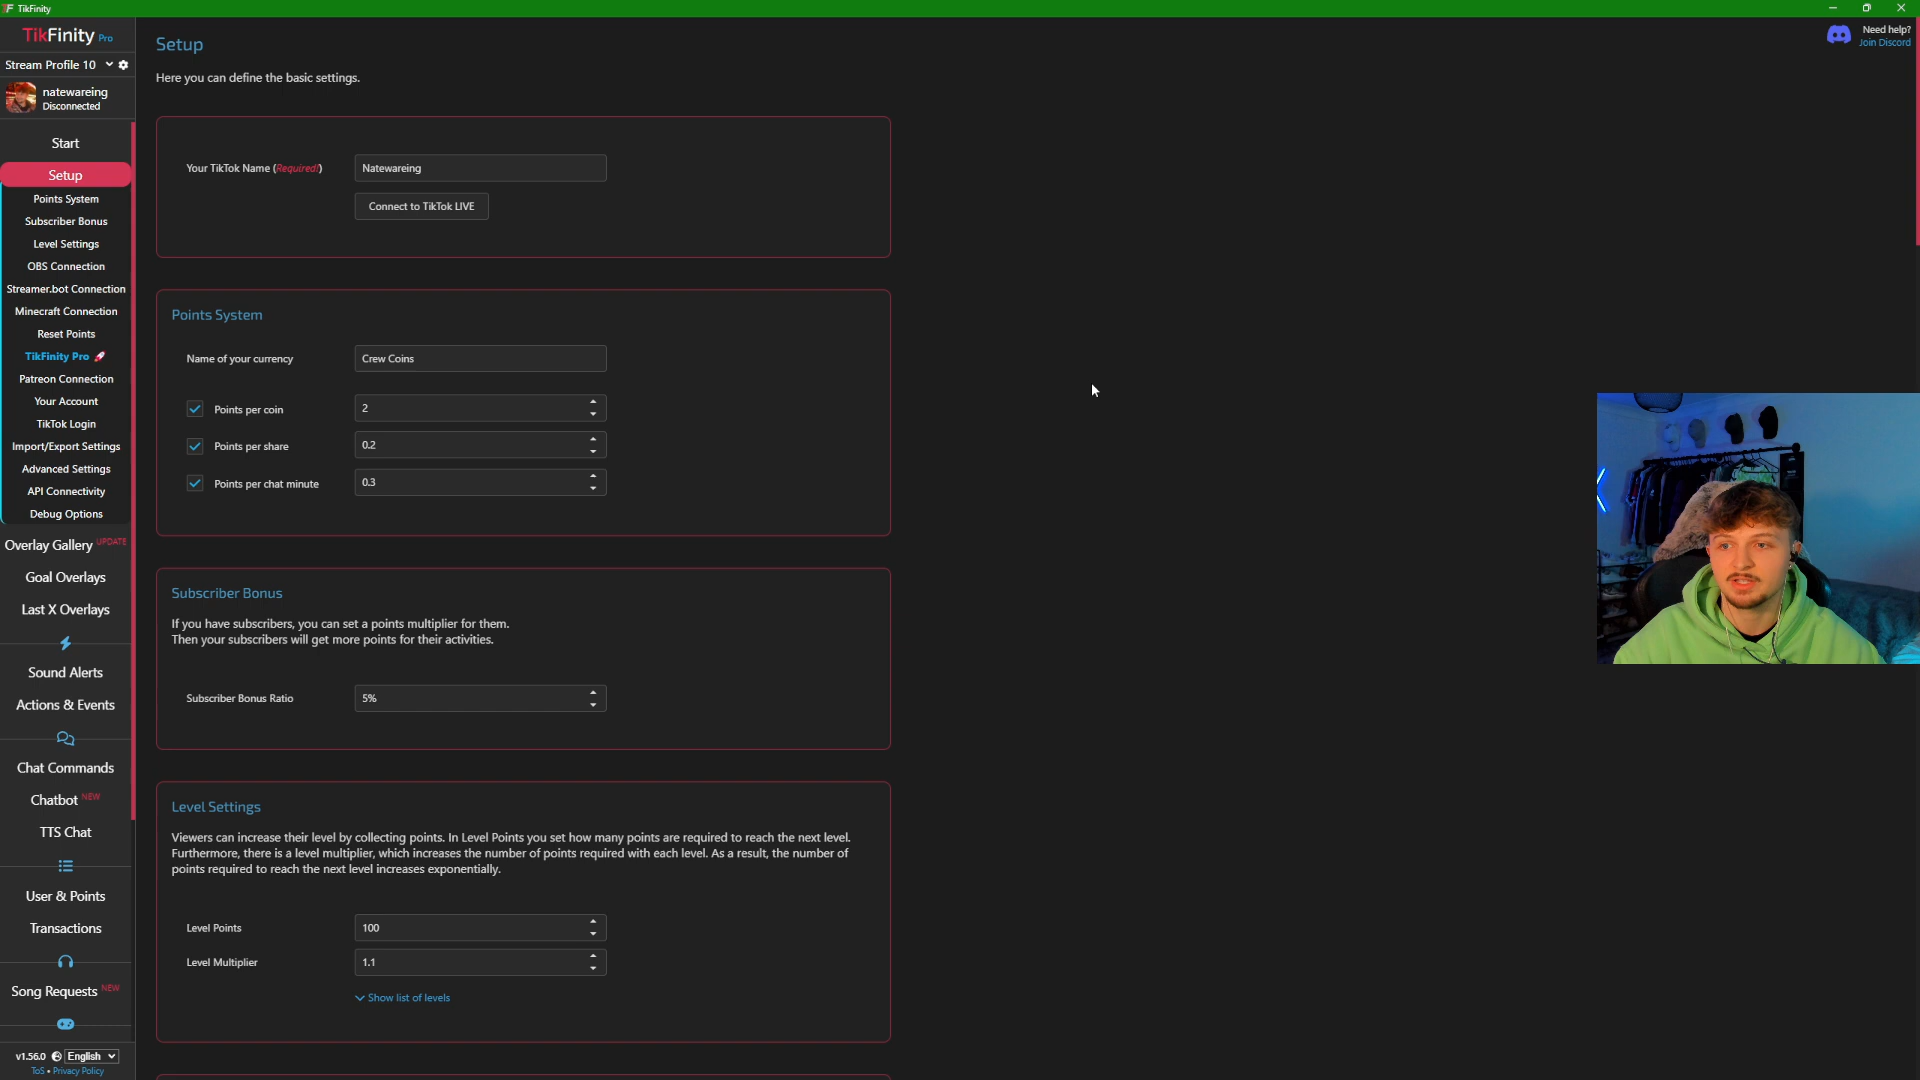 TikFinity
TikFinity Pro
Stream Profile 10
natewareing
Disconnected
Start
Setup
Points System
Subscriber Bonus
Level Settings
OBS Connection
Streamer.bot Connection
Minecraft Connection
Reset Points
TikFinity Pro 🚀
Patreon Connection
Your Account
TikTok Login
Import/Export Settings
Advanced Settings
API Connectivity
Debug Options
Overlay Gallery UPDATE
Goal Overlays
Last X Overlays
Sound Alerts
Actions & Events
Chat Commands
Chatbot NEW
TTS Chat
User & Points
Transactions
Song Requests NEW
v1.56.0 English
ToS • Privacy Policy
Setup
Here you can define the basic settings.
Your TikTok Name (Required!) Natewareing
Connect to TikTok LIVE
Points System
Name of your currency Crew Coins
Points per coin 2
Points per share 0.2
Points per chat minute 0.3
Subscriber Bonus
If you have subscribers, you can set a points multiplier for them.
Then your subscribers will get more points for their activities.
Subscriber Bonus Ratio 5%
Level Settings
Viewers can increase their level by collecting points. In Level Points you set how many points are required to reach the next level.
Furthermore, there is a level multiplier, which increases the number of points required with each level. As a result, the number of
points required to reach the next level increases exponentially.
Level Points 100
Level Multiplier 1.1
Show list of levels
Need help?
Join Discord